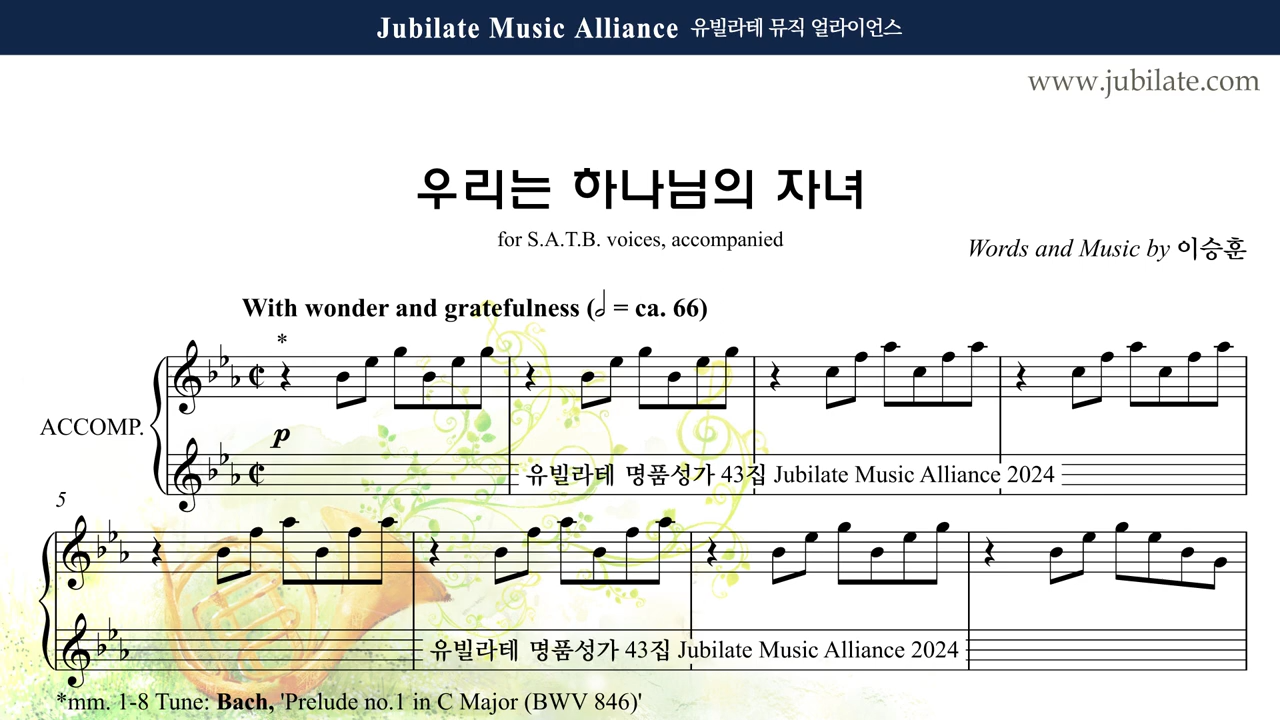 Jubilate Music Alliance 유빌라테 뮤직 얼라이언스
www.jubilate.com
우리는 하나님의 자녀
for S.A.T.B. voices, accompanied
Words and Music by 이승훈
With wonder and gratefulness (𝅗𝅥 = ca. 66)
*
ACCOMP.
p
유빌라테 명품성가 43집 Jubilate Music Alliance 2024
5
유빌라테 명품성가 43집 Jubilate Music Alliance 2024
*mm. 1-8 Tune: Bach, 'Prelude no.1 in C Major (BWV 846)'